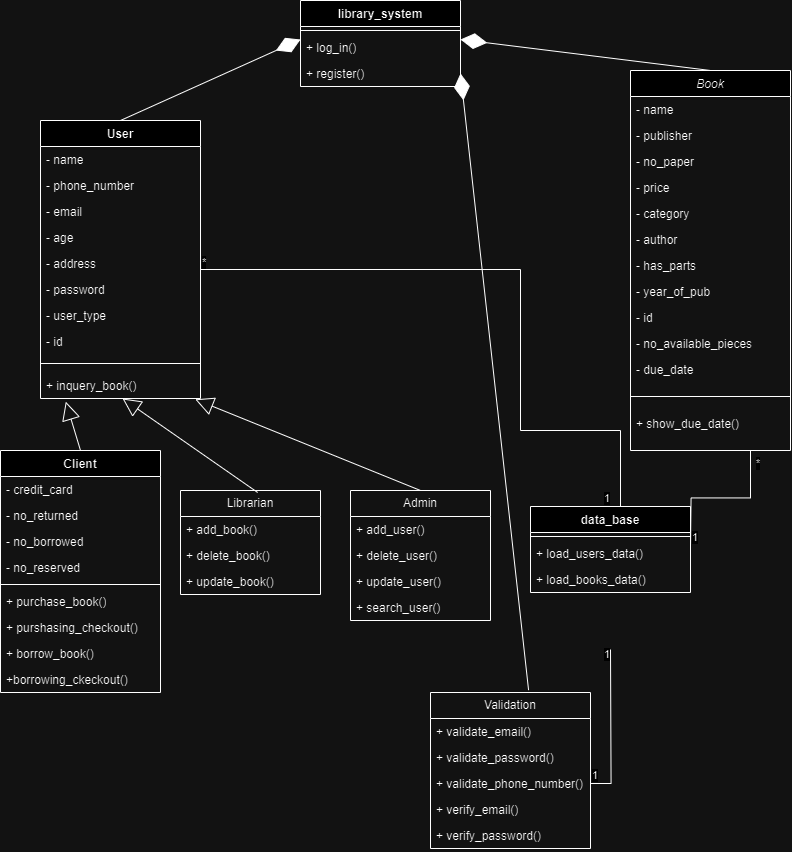 library_system
+ log_in()
+ register()
User
- name
- phone_number
- email
- age
- address
- password
- user_type
- id
+ inquery_book()
*
Book
- name
- publisher
- no_paper
- price
- category
- author
- has_parts
- year_of_pub
- id
- no_available_pieces
- due_date
+ show_due_date()
*
Client
- credit_card
- no_returned
- no_borrowed
- no_reserved
+ purchase_book()
+ purshasing_checkout()
+ borrow_book()
+borrowing_ckeckout()
Librarian
+ add_book()
+ delete_book()
+ update_book()
Admin
+ add_user()
+ delete_user()
+ update_user()
+ search_user()
1
data_base
1
+ load_users_data()
+ load_books_data()
1
Validation
+ validate_email()
+ validate_password()
+ validate_phone_number()
1
+ verify_email()
+ verify_password()